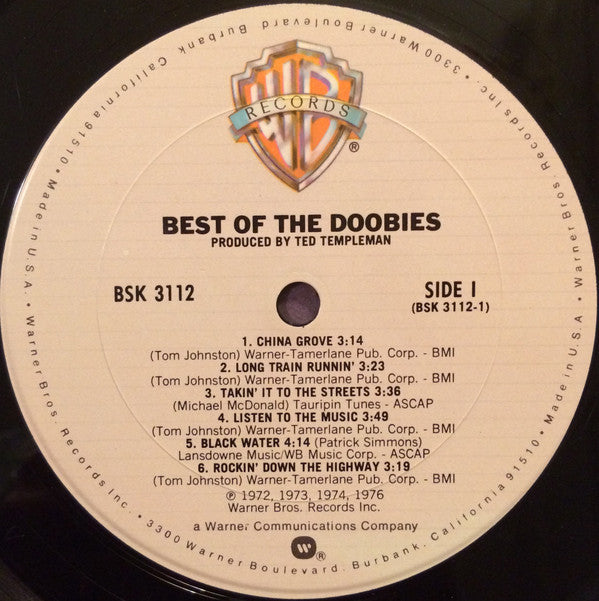 WB
RECORDS
®
BEST OF THE DOOBIES
PRODUCED BY TED TEMPLEMAN
BSK 3112
SIDE I
(BSK 3112-1)
1. CHINA GROVE 3:14
(Tom Johnston) Warner-Tamerlane Pub. Corp. - BMI
2. LONG TRAIN RUNNIN' 3:23
(Tom Johnston) Warner-Tamerlane Pub. Corp. - BMI
3. TAKIN' IT TO THE STREETS 3:36
(Michael McDonald) Tauripin Tunes - ASCAP
4. LISTEN TO THE MUSIC 3:49
(Tom Johnston) Warner-Tamerlane Pub. Corp. - BMI
5. BLACK WATER 4:14 (Patrick Simmons)
Lansdowne Music/WB Music Corp. - ASCAP
6. ROCKIN' DOWN THE HIGHWAY 3:19
(Tom Johnston) Warner-Tamerlane Pub. Corp. - BMI
℗ 1972, 1973, 1974, 1976
Warner Bros. Records Inc.
a Warner Communications Company
®
Warner Bros. Records Inc. • 3300 Warner Boulevard, Burbank, California 91510 • Made in U.S.A. •
Warner Bros. Records Inc. • 3300 Warner Boulevard, Burbank, California 91510 • Made in U.S.A. •